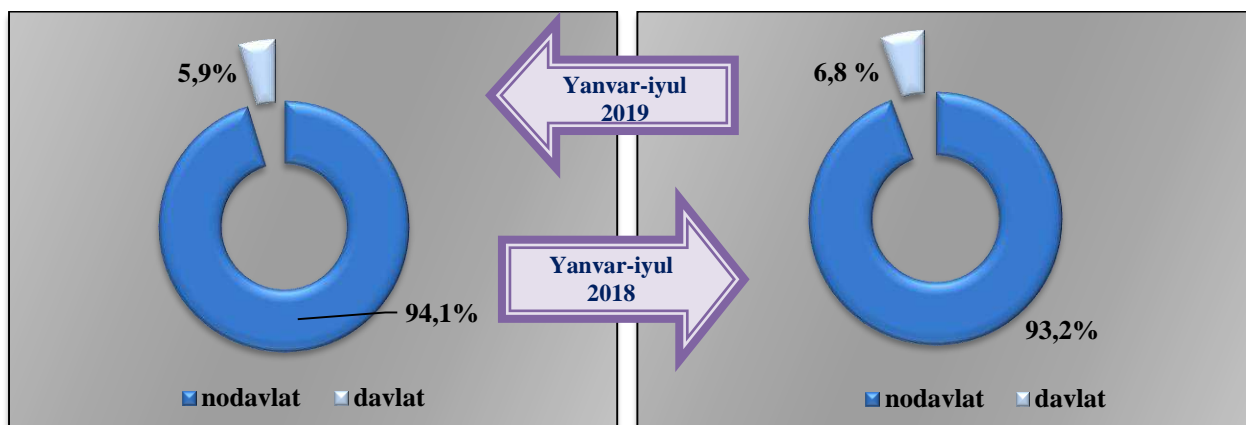 5,9%
94,1%
nodavlat davlat
Yanvar-iyul
2019
Yanvar-iyul
2018
6,8 %
93,2%
nodavlat davlat